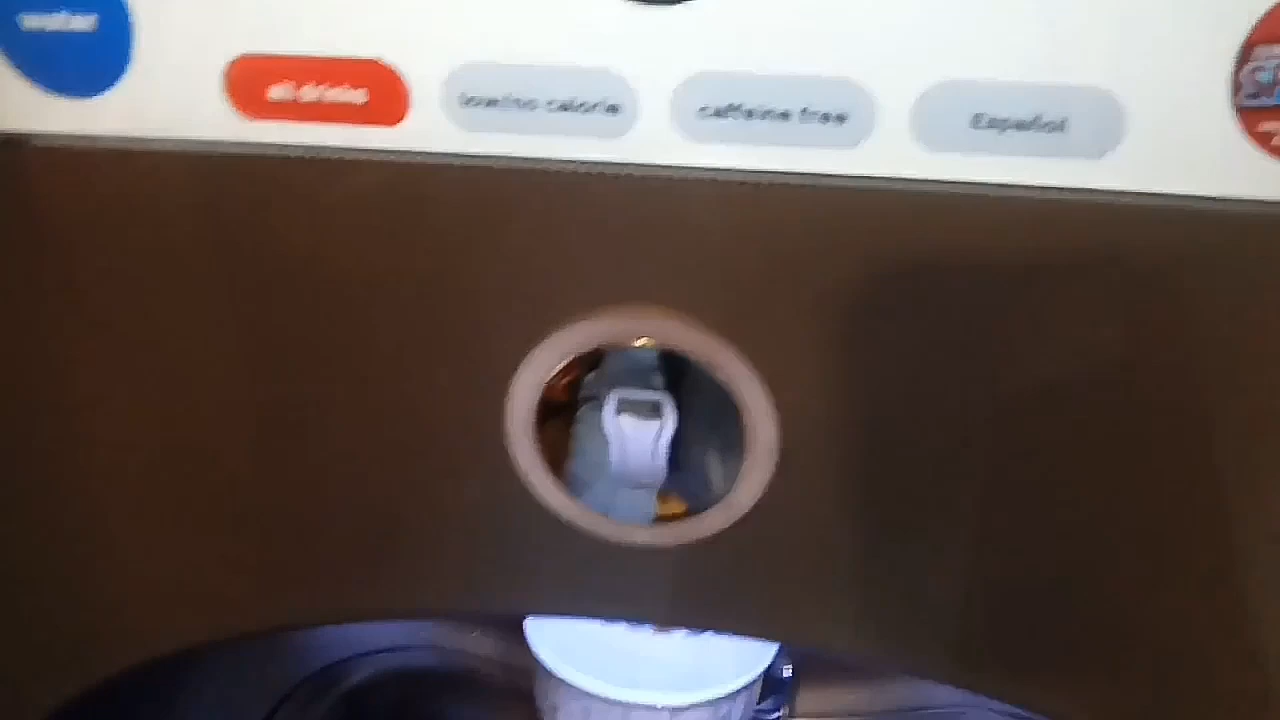 water
all drinks
low/no calorie
caffeine free
Español